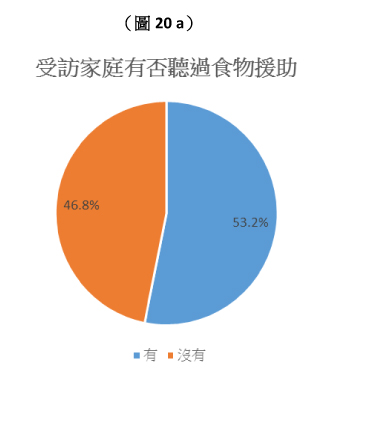 （圖 20 a）
受訪家庭有否聽過食物援助
46.8%
53.2%
有 沒有